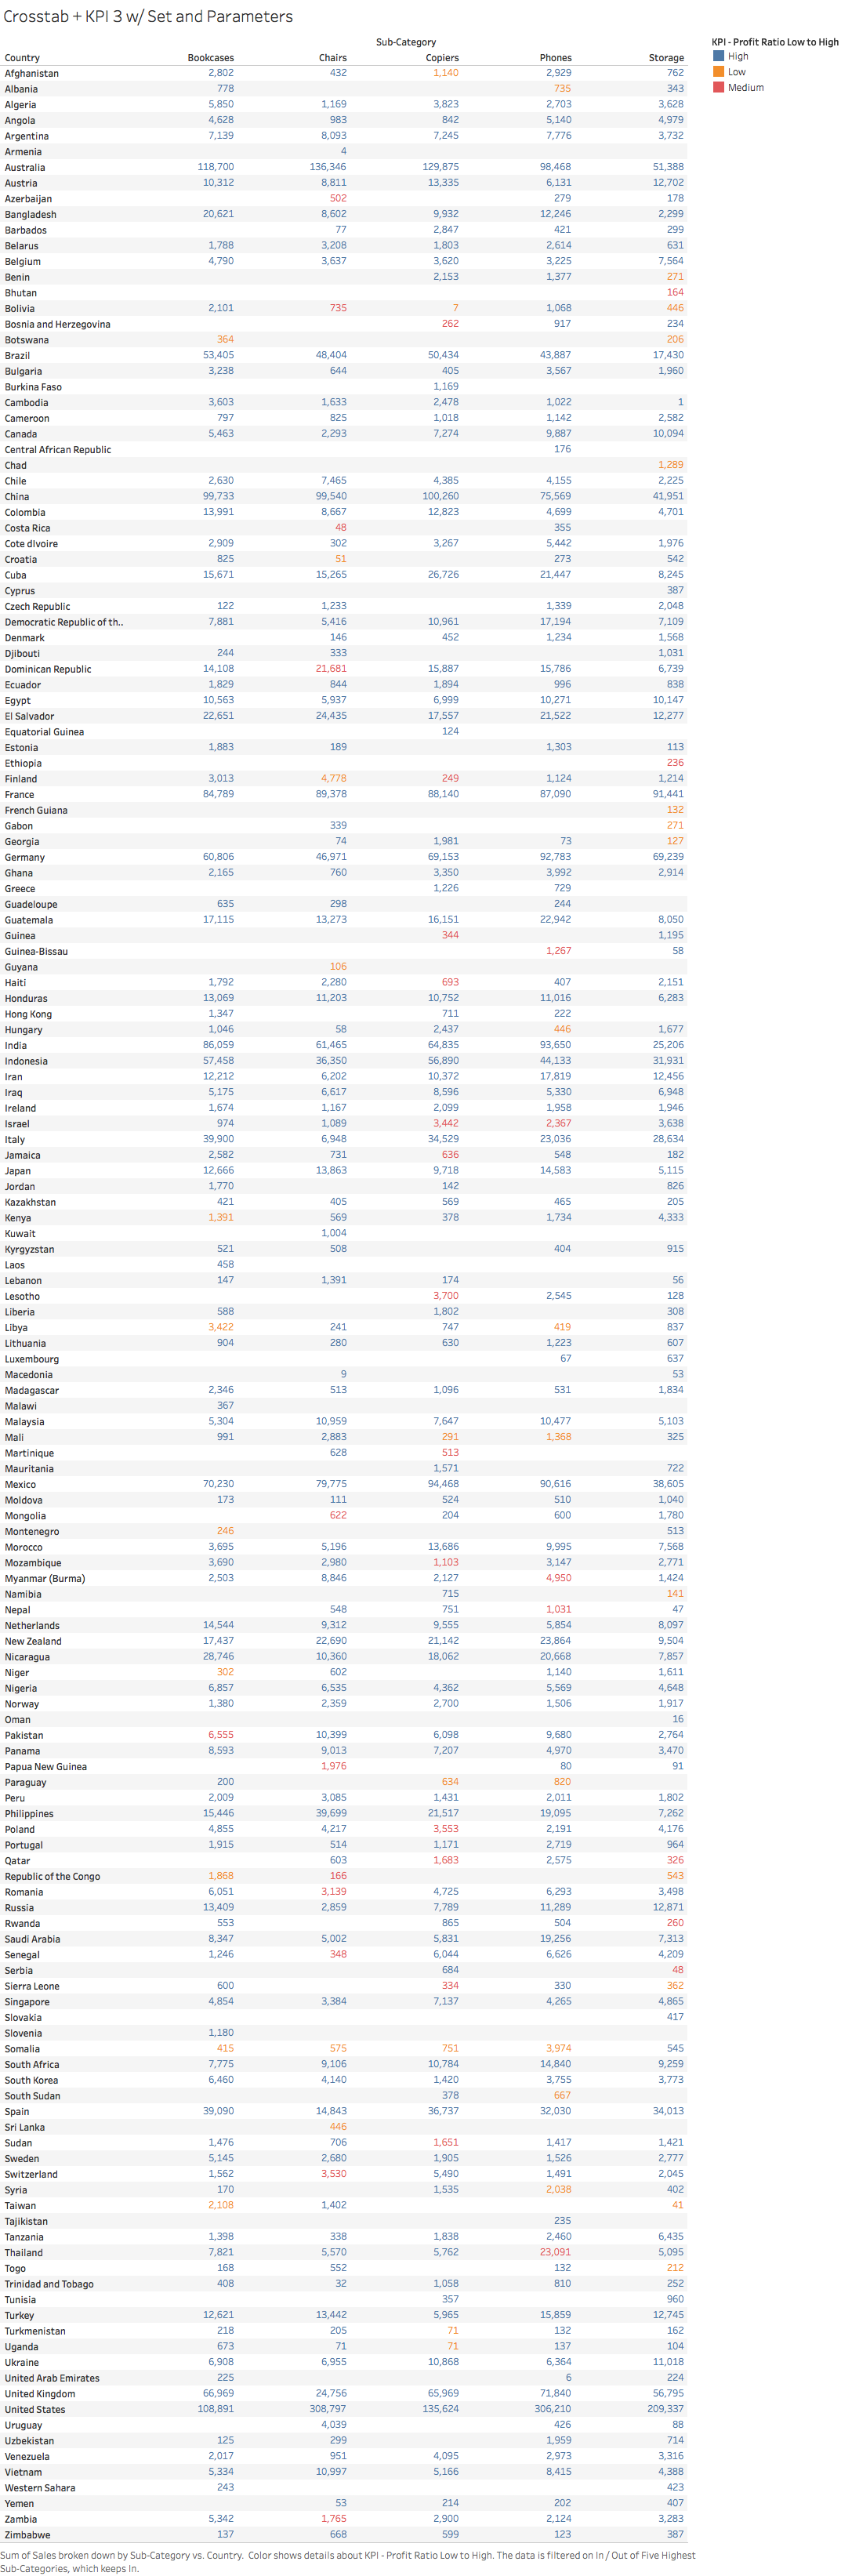 Crosstab + KPI 3 w/ Set and Parameters
Sub-Category
Country Bookcases Chairs Copiers Phones Storage
KPI - Profit Ratio Low to High
High
Low
Medium
Afghanistan 2,802 432 1,140 2,929 762
Albania 778 735 343
Algeria 5,850 1,169 3,823 2,703 3,628
Angola 4,628 983 842 5,140 4,979
Argentina 7,139 8,093 7,245 7,776 3,732
Armenia 4
Australia 118,700 136,346 129,875 98,468 51,388
Austria 10,312 8,811 13,335 6,131 12,702
Azerbaijan 502 279 178
Bangladesh 20,621 8,602 9,932 12,246 2,299
Barbados 77 2,847 421 299
Belarus 1,788 3,208 1,803 2,614 631
Belgium 4,790 3,637 3,620 3,225 7,564
Benin 2,153 1,377 271
Bhutan 164
Bolivia 2,101 735 7 1,068 446
Bosnia and Herzegovina 262 917 234
Botswana 364 206
Brazil 53,405 48,404 50,434 43,887 17,430
Bulgaria 3,238 644 405 3,567 1,960
Burkina Faso 1,169
Cambodia 3,603 1,633 2,478 1,022 1
Cameroon 797 825 1,018 1,142 2,582
Canada 5,463 2,293 7,274 9,887 10,094
Central African Republic 176
Chad 1,289
Chile 2,630 7,465 4,385 4,155 2,225
China 99,733 99,540 100,260 75,569 41,951
Colombia 13,991 8,667 12,823 4,699 4,701
Costa Rica 48 355
Cote dIvoire 2,909 302 3,267 5,442 1,976
Croatia 825 51 273 542
Cuba 15,671 15,265 26,726 21,447 8,245
Cyprus 387
Czech Republic 122 1,233 1,339 2,048
Democratic Republic of th.. 7,881 5,416 10,961 17,194 7,109
Denmark 146 452 1,234 1,568
Djibouti 244 333 1,031
Dominican Republic 14,108 21,681 15,887 15,786 6,739
Ecuador 1,829 844 1,894 996 838
Egypt 10,563 5,937 6,999 10,271 10,147
El Salvador 22,651 24,435 17,557 21,522 12,277
Equatorial Guinea 124
Estonia 1,883 189 1,303 113
Ethiopia 236
Finland 3,013 4,778 249 1,124 1,214
France 84,789 89,378 88,140 87,090 91,441
French Guiana 132
Gabon 339 271
Georgia 74 1,981 73 127
Germany 60,806 46,971 69,153 92,783 69,239
Ghana 2,165 760 3,350 3,992 2,914
Greece 1,226 729
Guadeloupe 635 298 244
Guatemala 17,115 13,273 16,151 22,942 8,050
Guinea 344 1,195
Guinea-Bissau 1,267 58
Guyana 106
Haiti 1,792 2,280 693 407 2,151
Honduras 13,069 11,203 10,752 11,016 6,283
Hong Kong 1,347 711 222
Hungary 1,046 58 2,437 446 1,677
India 86,059 61,465 64,835 93,650 25,206
Indonesia 57,458 36,350 56,890 44,133 31,931
Iran 12,212 6,202 10,372 17,819 12,456
Iraq 5,175 6,617 8,596 5,330 6,948
Ireland 1,674 1,167 2,099 1,958 1,946
Israel 974 1,089 3,442 2,367 3,638
Italy 39,900 6,948 34,529 23,036 28,634
Jamaica 2,582 731 636 548 182
Japan 12,666 13,863 9,718 14,583 5,115
Jordan 1,770 142 826
Kazakhstan 421 405 569 465 205
Kenya 1,391 569 378 1,734 4,333
Kuwait 1,004
Kyrgyzstan 521 508 404 915
Laos 458
Lebanon 147 1,391 174 56
Lesotho 3,700 2,545 128
Liberia 588 1,802 308
Libya 3,422 241 747 419 837
Lithuania 904 280 630 1,223 607
Luxembourg 67 637
Macedonia 9 53
Madagascar 2,346 513 1,096 531 1,834
Malawi 367
Malaysia 5,304 10,959 7,647 10,477 5,103
Mali 991 2,883 291 1,368 325
Martinique 628 513
Mauritania 1,571 722
Mexico 70,230 79,775 94,468 90,616 38,605
Moldova 173 111 524 510 1,040
Mongolia 622 204 600 1,780
Montenegro 246 513
Morocco 3,695 5,196 13,686 9,995 7,568
Mozambique 3,690 2,980 1,103 3,147 2,771
Myanmar (Burma) 2,503 8,846 2,127 4,950 1,424
Namibia 715 141
Nepal 548 751 1,031 47
Netherlands 14,544 9,312 9,555 5,854 8,097
New Zealand 17,437 22,690 21,142 23,864 9,504
Nicaragua 28,746 10,360 18,062 20,668 7,857
Niger 302 602 1,140 1,611
Nigeria 6,857 6,535 4,362 5,569 4,648
Norway 1,380 2,359 2,700 1,506 1,917
Oman 16
Pakistan 6,555 10,399 6,098 9,680 2,764
Panama 8,593 9,013 7,207 4,970 3,470
Papua New Guinea 1,976 80 91
Paraguay 200 634 820
Peru 2,009 3,085 1,431 2,011 1,802
Philippines 15,446 39,699 21,517 19,095 7,262
Poland 4,855 4,217 3,553 2,191 4,176
Portugal 1,915 514 1,171 2,719 964
Qatar 603 1,683 2,575 326
Republic of the Congo 1,868 166 543
Romania 6,051 3,139 4,725 6,293 3,498
Russia 13,409 2,859 7,789 11,289 12,871
Rwanda 553 865 504 260
Saudi Arabia 8,347 5,002 5,831 19,256 7,313
Senegal 1,246 348 6,044 6,626 4,209
Serbia 684 48
Sierra Leone 600 334 330 362
Singapore 4,854 3,384 7,137 4,265 4,865
Slovakia 417
Slovenia 1,180
Somalia 415 575 751 3,974 545
South Africa 7,775 9,106 10,784 14,840 9,259
South Korea 6,460 4,140 1,420 3,755 3,773
South Sudan 378 667
Spain 39,090 14,843 36,737 32,030 34,013
Sri Lanka 446
Sudan 1,476 706 1,651 1,417 1,421
Sweden 5,145 2,680 1,905 1,526 2,777
Switzerland 1,562 3,530 5,490 1,491 2,045
Syria 170 1,535 2,038 402
Taiwan 2,108 1,402 41
Tajikistan 235
Tanzania 1,398 338 1,838 2,460 6,435
Thailand 7,821 5,570 5,762 23,091 5,095
Togo 168 552 132 212
Trinidad and Tobago 408 32 1,058 810 252
Tunisia 357 960
Turkey 12,621 13,442 5,965 15,859 12,745
Turkmenistan 218 205 71 132 162
Uganda 673 71 71 137 104
Ukraine 6,908 6,955 10,868 6,364 11,018
United Arab Emirates 225 6 224
United Kingdom 66,969 24,756 65,969 71,840 56,795
United States 108,891 308,797 135,624 306,210 209,337
Uruguay 4,039 426 88
Uzbekistan 125 299 1,959 714
Venezuela 2,017 951 4,095 2,973 3,316
Vietnam 5,334 10,997 5,166 8,415 4,388
Western Sahara 243 423
Yemen 53 214 202 407
Zambia 5,342 1,765 2,900 2,124 3,283
Zimbabwe 137 668 599 123 387
Sum of Sales broken down by Sub-Category vs. Country. Color shows details about KPI - Profit Ratio Low to High. The data is filtered on In / Out of Five Highest
Sub-Categories, which keeps In.